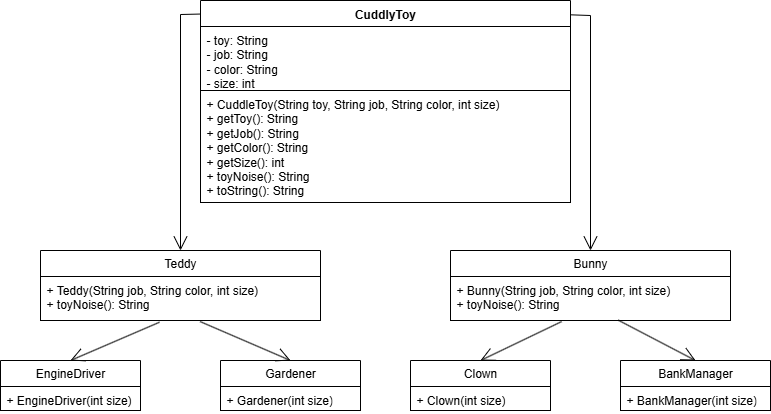 CuddlyToy
- toy: String
- job: String
- color: String
- size: int
+ CuddleToy(String toy, String job, String color, int size)
+ getToy(): String
+ getJob(): String
+ getColor(): String
+ getSize(): int
+ toyNoise(): String
+ toString(): String
Teddy
+ Teddy(String job, String color, int size)
+ toyNoise(): String
Bunny
+ Bunny(String job, String color, int size)
+ toyNoise(): String
EngineDriver
+ EngineDriver(int size)
Gardener
+ Gardener(int size)
Clown
+ Clown(int size)
BankManager
+ BankManager(int size)